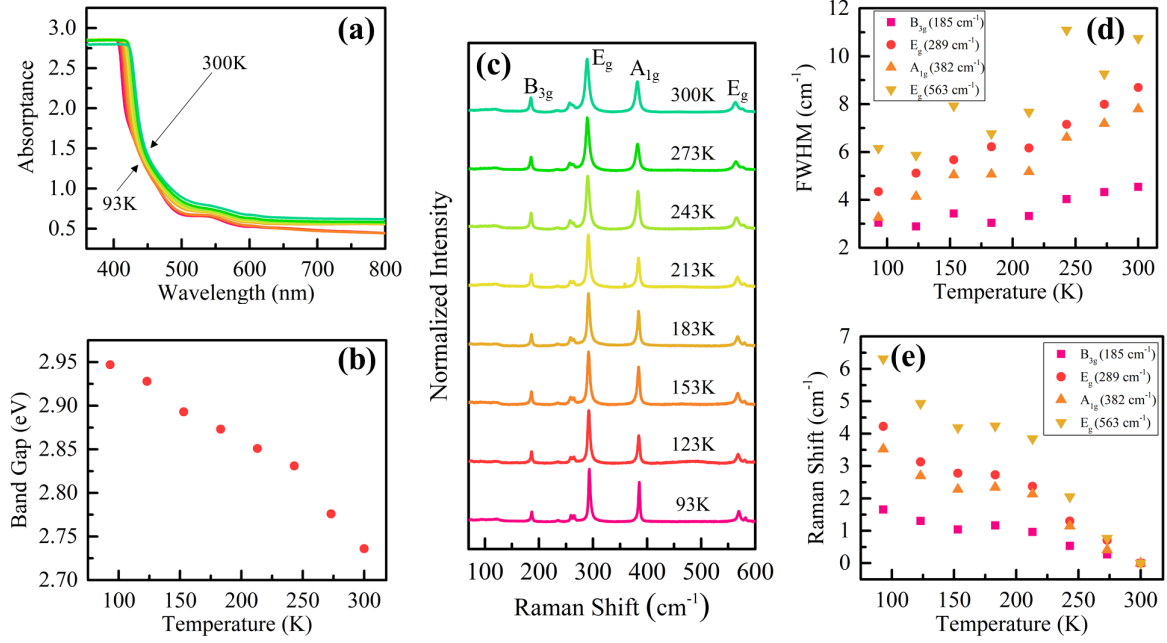 (a)
3.0
2.5
2.0
1.5
1.0
0.5
Absorptance
300K
93K
400 500 600 700 800
Wavelength (nm)
(b)
2.95
2.90
2.85
2.80
2.75
2.70
Band Gap (eV)
100 150 200 250 300
Temperature (K)
(c)
B3g
Eg
A1g
Eg
300K
273K
243K
213K
183K
153K
123K
93K
Normalized Intensity
100 200 300 400 500 600
Raman Shift (cm-1)
(d)
B3g (185 cm-1)
Eg (289 cm-1)
A1g (382 cm-1)
Eg (563 cm-1)
12
10
8
6
4
2
FWHM (cm-1)
100 150 200 250 300
Temperature (K)
(e)
B3g (185 cm-1)
Eg (289 cm-1)
A1g (382 cm-1)
Eg (563 cm-1)
7
6
5
4
3
2
1
0
Raman Shift (cm-1)
100 150 200 250 300
Temperature (K)